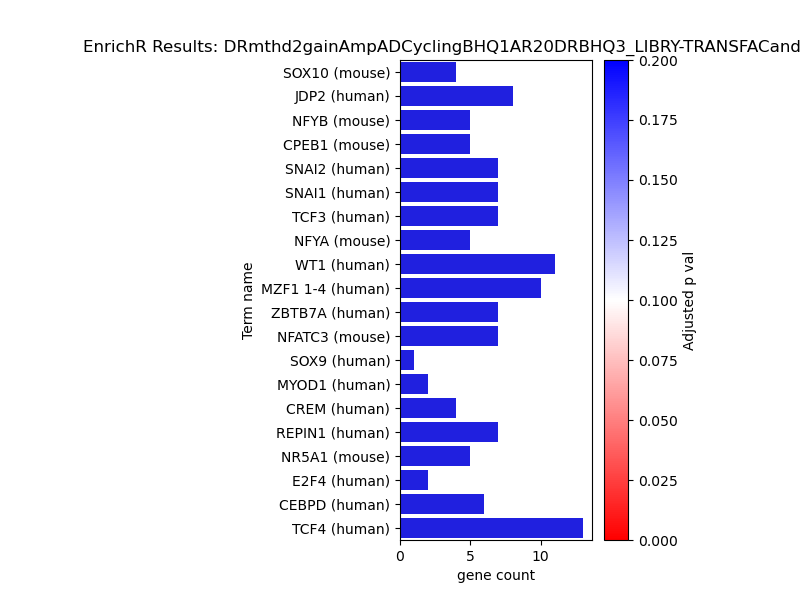 EnrichR Results: DRmthd2gainAmpADCyclingBHQ1AR20DRBHQ3_LIBRY-TRANSFACand
SOX10 (mouse)
JDP2 (human)
NFYB (mouse)
CPEB1 (mouse)
SNAI2 (human)
SNAI1 (human)
TCF3 (human)
NFYA (mouse)
WT1 (human)
MZF1 1-4 (human)
ZBTB7A (human)
NFATC3 (mouse)
SOX9 (human)
MYOD1 (human)
CREM (human)
REPIN1 (human)
NR5A1 (mouse)
E2F4 (human)
CEBPD (human)
TCF4 (human)
Term name
0 5 10
gene count
0.200
0.175
0.150
0.125
0.100
0.075
0.050
0.025
0.000
Adjusted p val